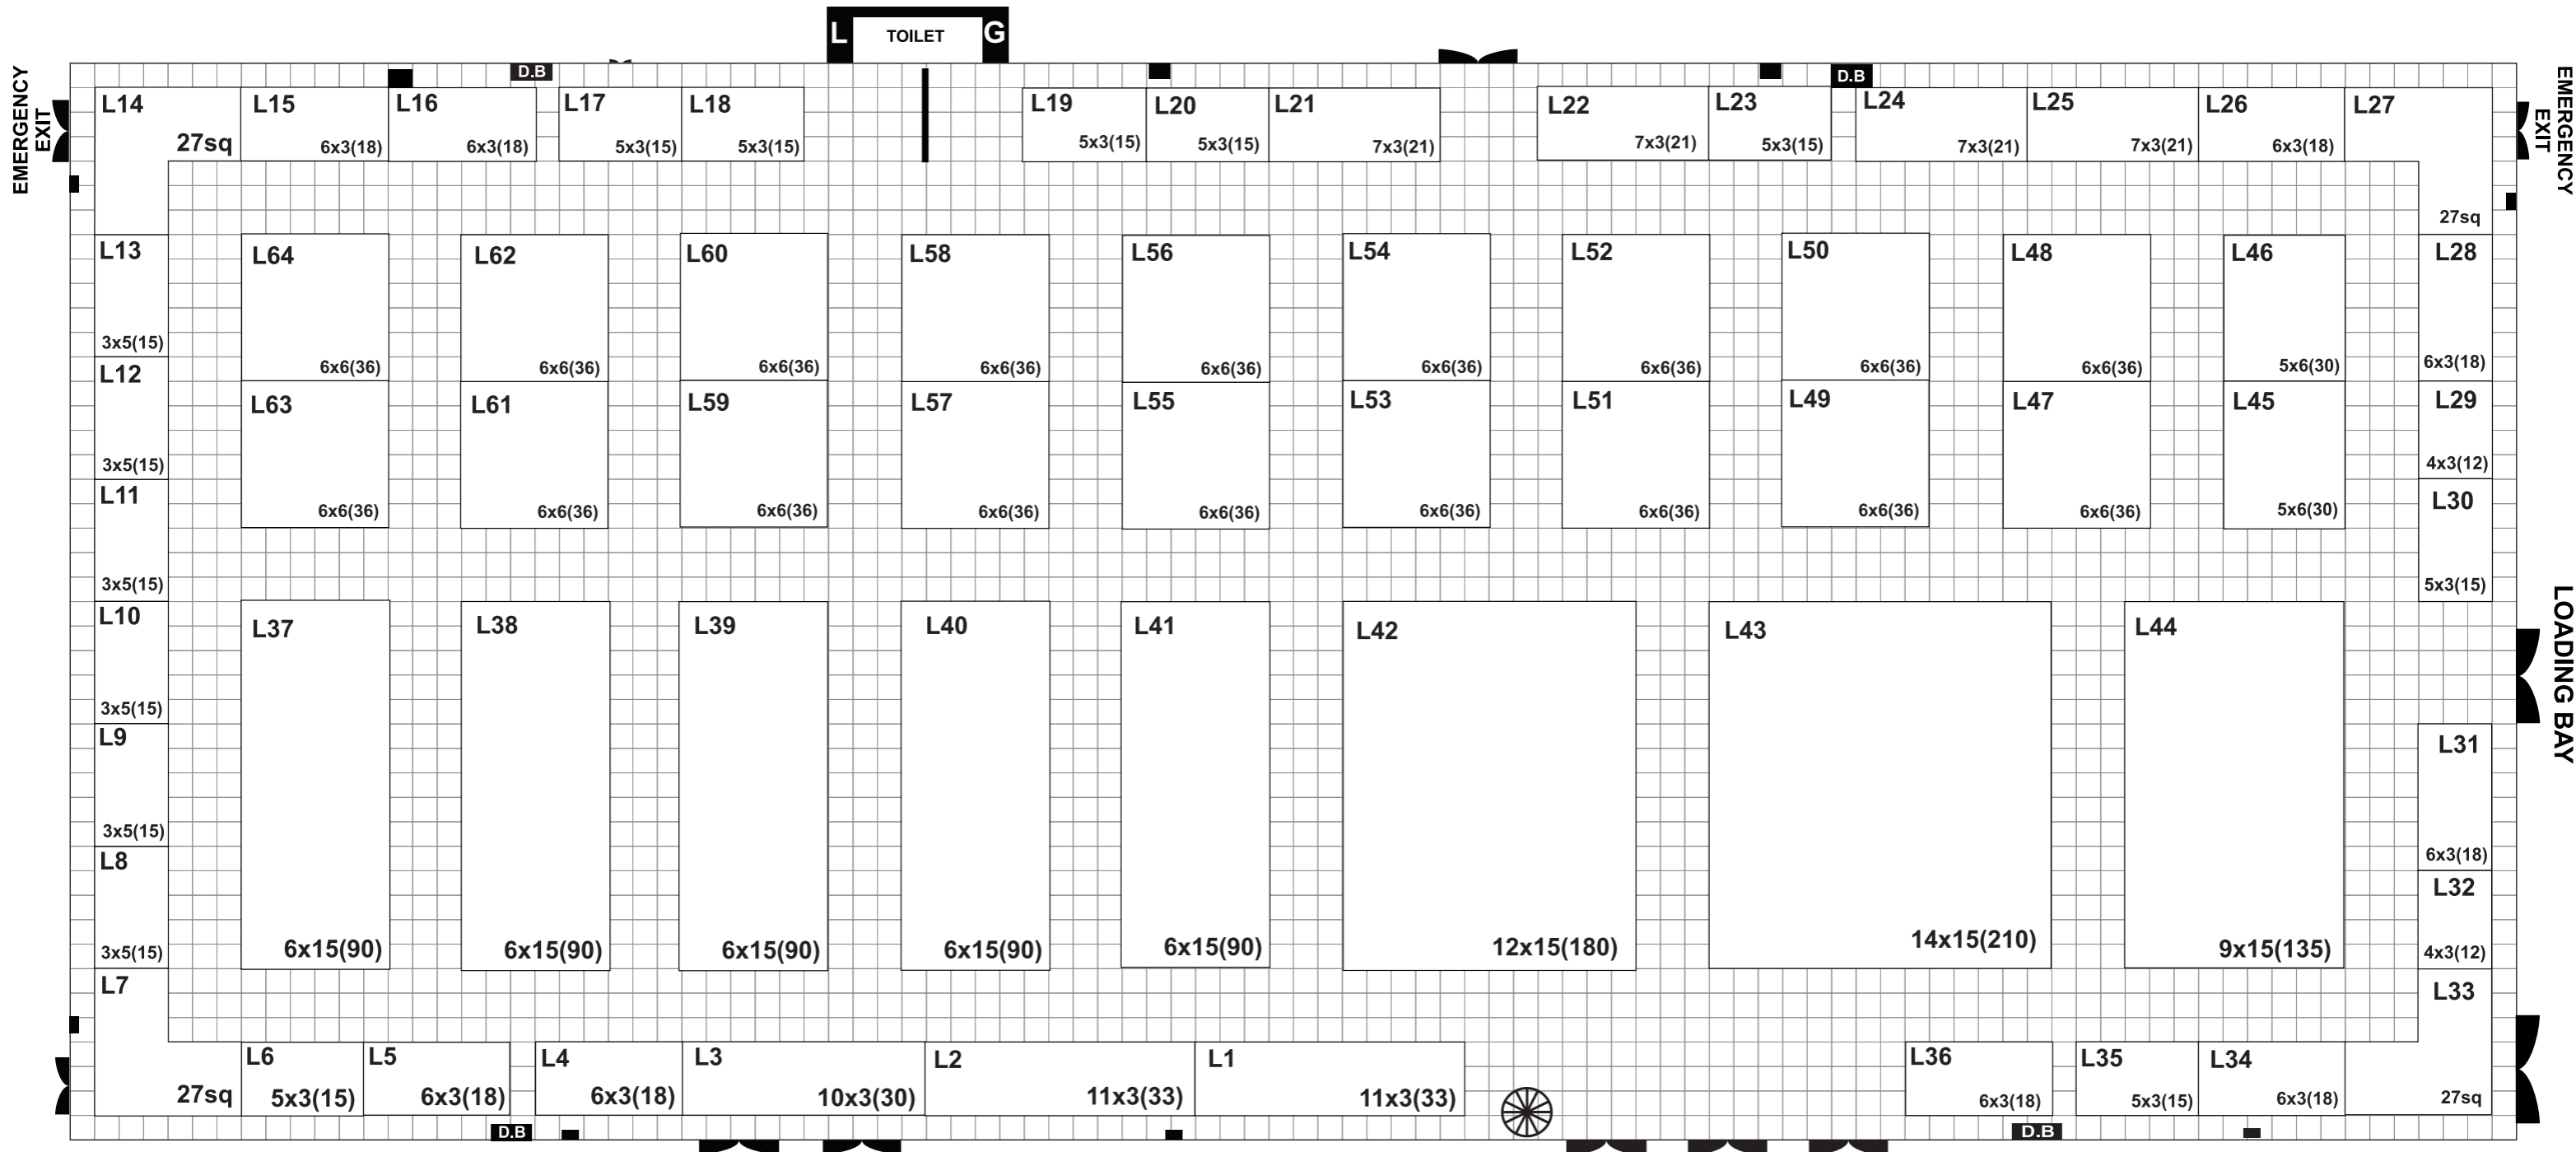 L TOILET G
EMERGENCY EXIT
D.B
D.B
EMERGENCY EXIT
L14 27sq
L15 6x3(18)
L16 6x3(18)
L17 5x3(15)
L18 5x3(15)
L19 5x3(15)
L20 5x3(15)
L21 7x3(21)
L22 7x3(21)
L23 5x3(15)
L24 7x3(21)
L25 7x3(21)
L26 6x3(18)
L27 27sq
L13 3x5(15)
L64 6x6(36)
L62 6x6(36)
L60 6x6(36)
L58 6x6(36)
L56 6x6(36)
L54 6x6(36)
L52 6x6(36)
L50 6x6(36)
L48 6x6(36)
L46 5x6(30)
L28 6x3(18)
L12 3x5(15)
L63 6x6(36)
L61 6x6(36)
L59 6x6(36)
L57 6x6(36)
L55 6x6(36)
L53 6x6(36)
L51 6x6(36)
L49 6x6(36)
L47 6x6(36)
L45 5x6(30)
L29 4x3(12)
L11 3x5(15)
L30 5x3(15)
L10 3x5(15)
L37 6x15(90)
L38 6x15(90)
L39 6x15(90)
L40 6x15(90)
L41 6x15(90)
L42 12x15(180)
L43 14x15(210)
L44 9x15(135)
LOADING BAY
L9 3x5(15)
L31 6x3(18)
L8 3x5(15)
L32 4x3(12)
L7 27sq
L33 27sq
L6 5x3(15)
L5 6x3(18)
L4 6x3(18)
L3 10x3(30)
L2 11x3(33)
L1 11x3(33)
L36 6x3(18)
L35 5x3(15)
L34 6x3(18)
D.B
D.B